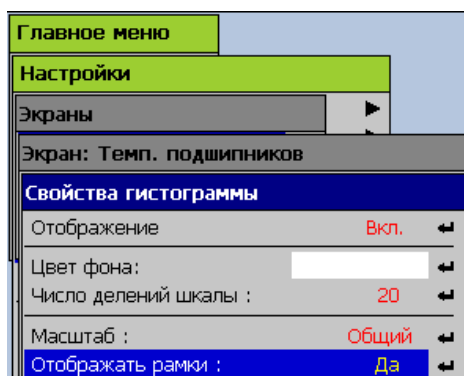 Главное меню
Настройки
Экраны
Экран: Темп. подшипников
Свойства гистограммы
Отображение Вкл.
Цвет фона:
Число делений шкалы : 20
Масштаб : Общий
Отображать рамки : Да